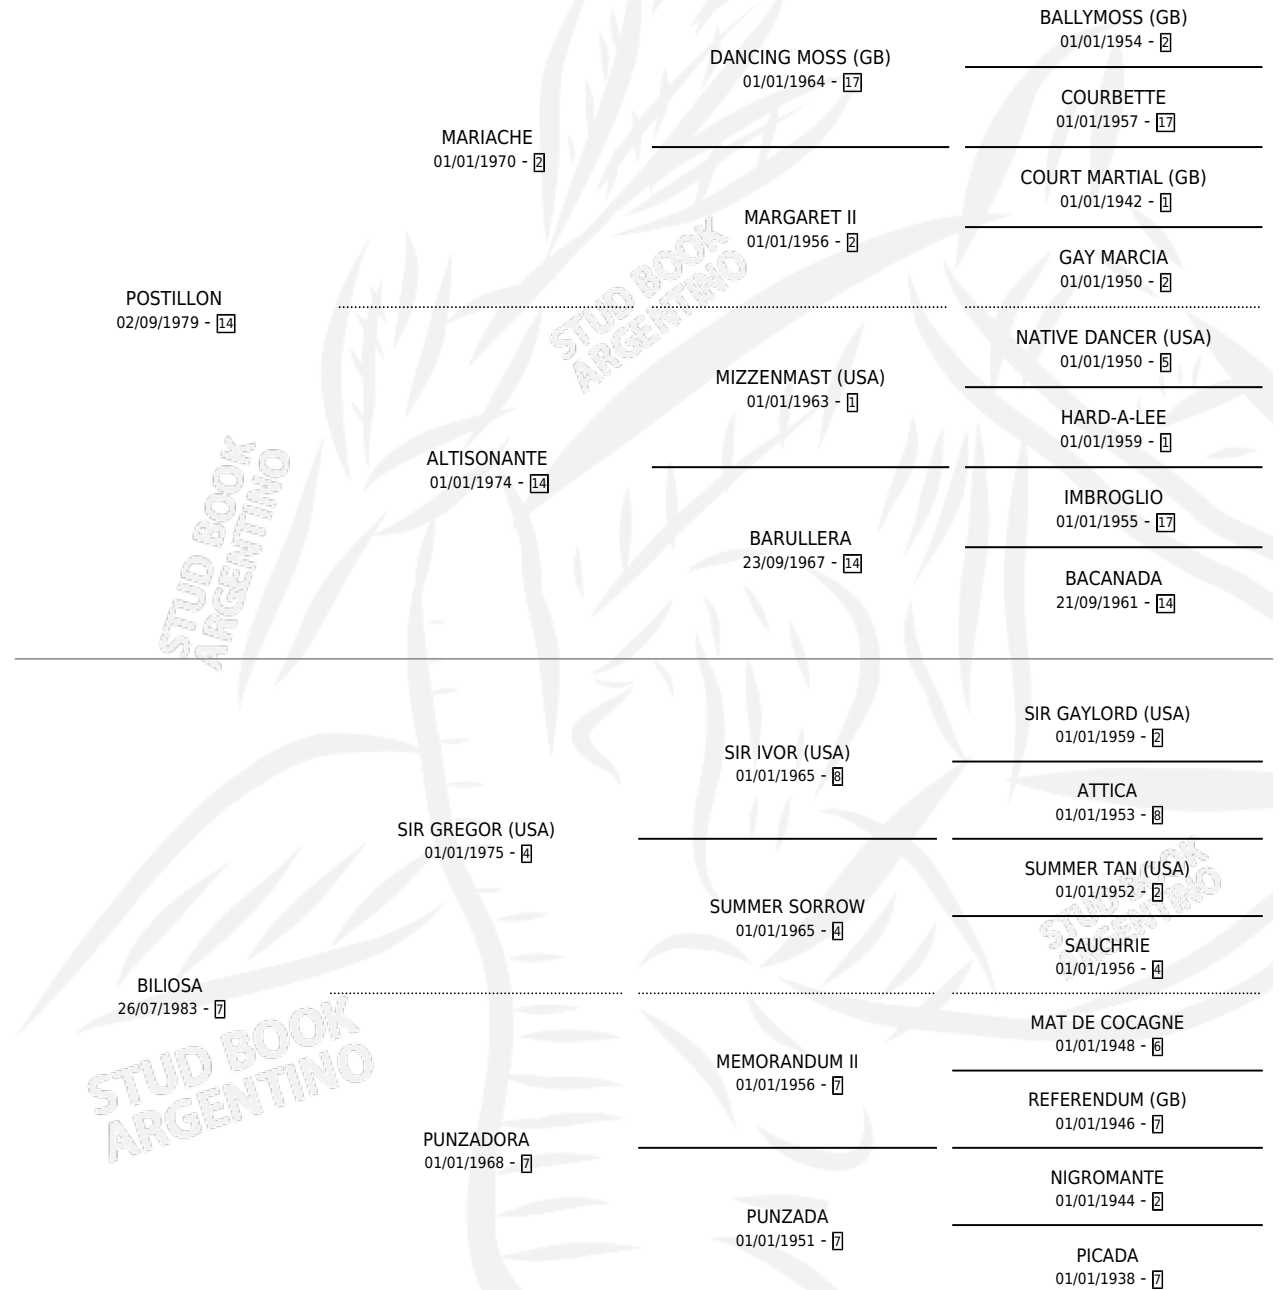 BALLYMOSS (GB)
01/01/1954 - 2
DANCING MOSS (GB)
01/01/1964 - 17
COURBETTE
01/01/1957 - 17
MARIACHE
01/01/1970 - 2
COURT MARTIAL (GB)
01/01/1942 - 1
MARGARET II
01/01/1956 - 2
GAY MARCIA
01/01/1950 - 2
POSTILLON
02/09/1979 - 14
NATIVE DANCER (USA)
01/01/1950 - 5
MIZZENMAST (USA)
01/01/1963 - 1
HARD-A-LEE
01/01/1959 - 1
ALTISONANTE
01/01/1974 - 14
IMBROGLIO
01/01/1955 - 17
BARULLERA
23/09/1967 - 14
BACANADA
21/09/1961 - 14
STUD BOOK
ARGENTINO
STUD BOOK
ARGENTINO
SIR GAYLORD (USA)
01/01/1959 - 2
SIR IVOR (USA)
01/01/1965 - 8
ATTICA
01/01/1953 - 8
SIR GREGOR (USA)
01/01/1975 - 4
SUMMER TAN (USA)
01/01/1952 - 2
SUMMER SORROW
01/01/1965 - 4
SAUCHRIE
01/01/1956 - 4
BILIOSA
26/07/1983 - 7
MAT DE COCAGNE
01/01/1948 - 6
MEMORANDUM II
01/01/1956 - 7
REFERENDUM (GB)
01/01/1946 - 7
PUNZADORA
01/01/1968 - 7
NIGROMANTE
01/01/1944 - 2
PUNZADA
01/01/1951 - 7
PICADA
01/01/1938 - 7
STUD BOOK
ARGENTINO
STUD BOOK
ARGENTINO